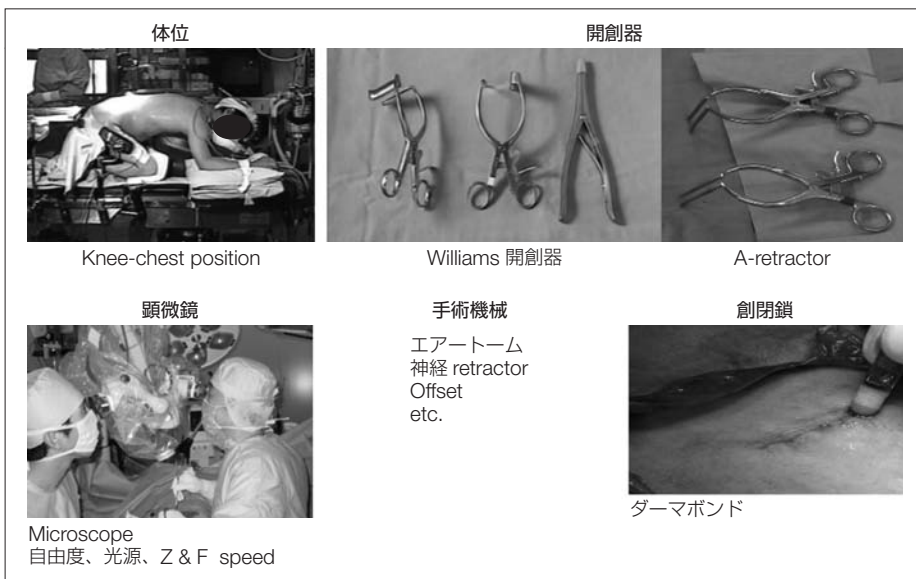 体位
開創器
Knee-chest position
Williams 開創器
A-retractor
顕微鏡
手術機械
創閉鎖
エアートーム
神経 retractor
Offset
etc.
Microscope
自由度、光源、Z & F speed
ダーマボンド